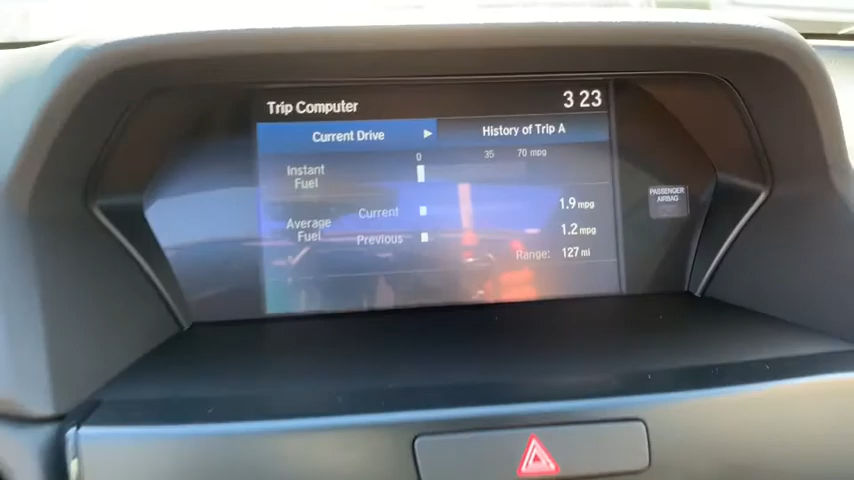 Trip Computer
3 23
Current Drive
History of Trip A
0 35 70 mpg
Instant
Fuel
Average
Fuel
Current 1.9 mpg
Previous 1.2 mpg
Range: 127 mi
PASSENGER
AIRBAG